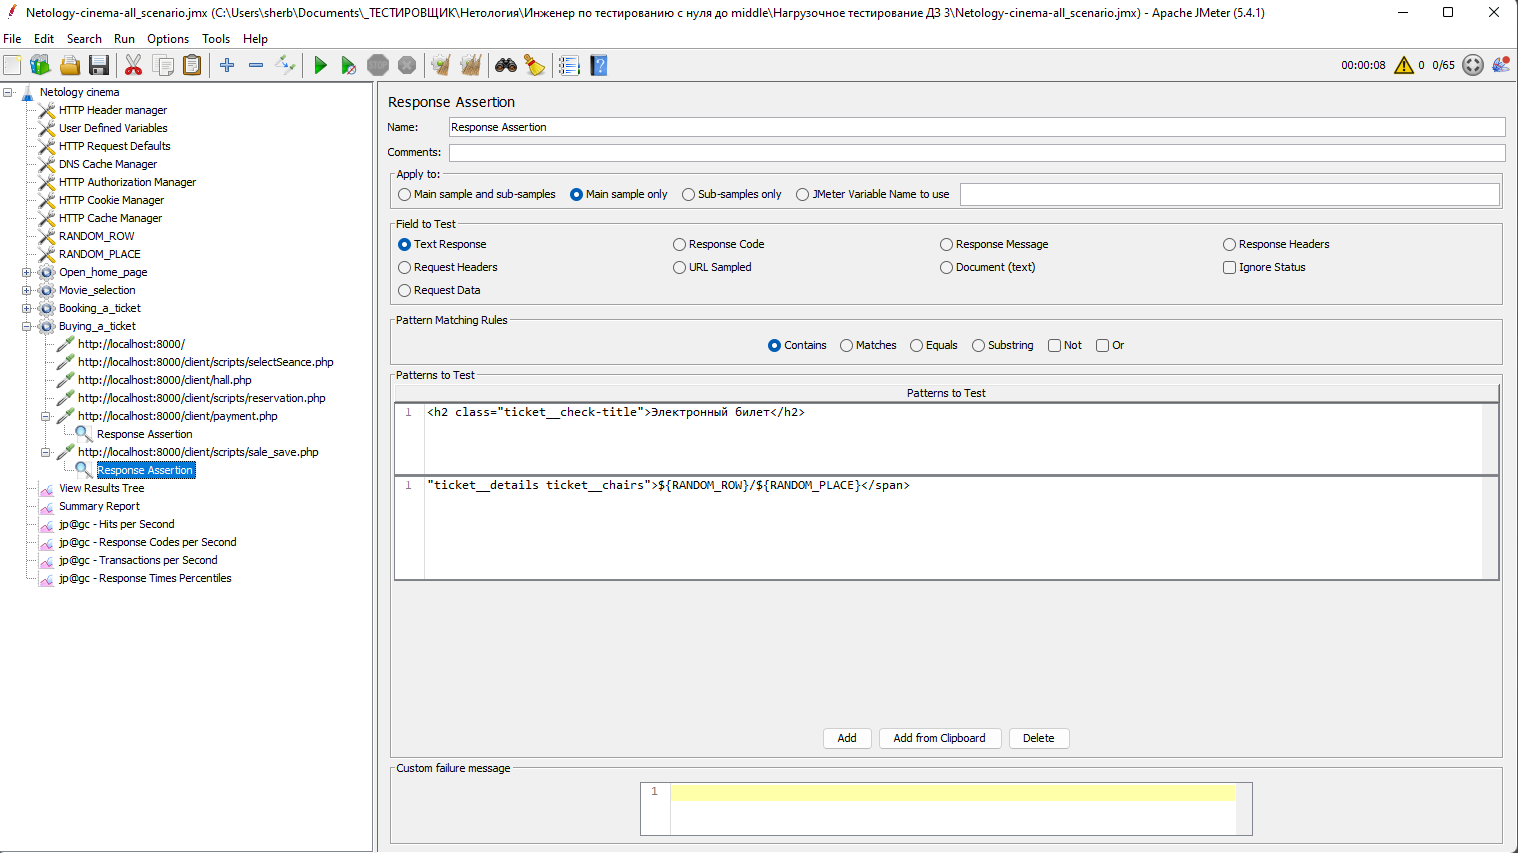 Netology-cinema-all_scenario.jmx (C:\Users\sherb\Documents\_ТЕСТИРОВЩИК\Нетология\Инженер по тестированию с нуля до middle\Нагрузочное тестирование ДЗ 3\Netology-cinema-all_scenario.jmx) - Apache JMeter (5.4.1)
File Edit Search Run Options Tools Help
00:00:08 0 0/65
Netology cinema
HTTP Header manager
User Defined Variables
HTTP Request Defaults
DNS Cache Manager
HTTP Authorization Manager
HTTP Cookie Manager
HTTP Cache Manager
RANDOM_ROW
RANDOM_PLACE
Open_home_page
Movie_selection
Booking_a_ticket
Buying_a_ticket
http://localhost:8000/
http://localhost:8000/client/scripts/selectSeance.php
http://localhost:8000/client/hall.php
http://localhost:8000/client/scripts/reservation.php
http://localhost:8000/client/payment.php
Response Assertion
http://localhost:8000/client/scripts/sale_save.php
Response Assertion
View Results Tree
Summary Report
jp@gc - Hits per Second
jp@gc - Response Codes per Second
jp@gc - Transactions per Second
jp@gc - Response Times Percentiles
Response Assertion
Name: Response Assertion
Comments:
Apply to:
Main sample and sub-samples Main sample only Sub-samples only JMeter Variable Name to use
Field to Test
Text Response Response Code Response Message Response Headers
Request Headers URL Sampled Document (text) Ignore Status
Request Data
Pattern Matching Rules
Contains Matches Equals Substring Not Or
Patterns to Test
Patterns to Test
1 <h2 class="ticket__check-title">Электронный билет</h2>
1 "ticket__details ticket__chairs">${RANDOM_ROW}/${RANDOM_PLACE}</span>
Add Add from Clipboard Delete
Custom failure message
1